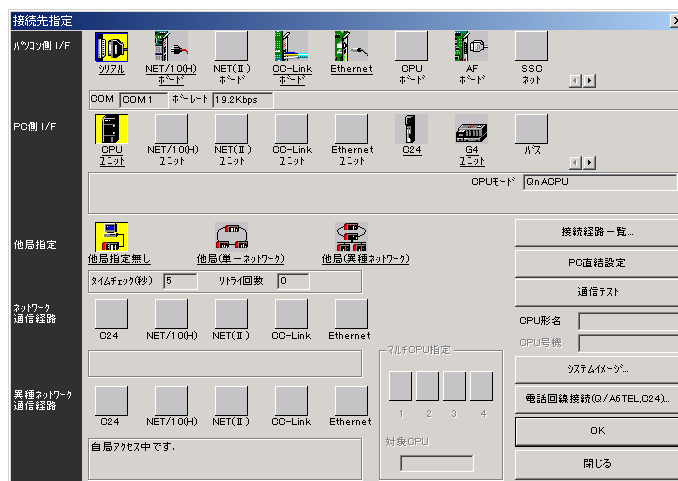 接続先指定
パソコン側 I/F
シリアル NET/10(H) NET(II) CC-Link Ethernet CPU AF SSC
ボード ボード ボード ボード ボード ネット
COM COM1 ボーレート 19.2Kbps
PC側 I/F
CPU NET/10(H) NET(II) CC-Link Ethernet C24 G4 バス
ユニット ユニット ユニット ユニット ユニット ユニット
CPUモード QnACPU
他局指定
他局指定無し 他局(単一ネットワーク) 他局(異種ネットワーク)
タイムチェック(秒) 5 リトライ回数 0
ネットワーク
通信経路
C24 NET/10(H) NET(II) CC-Link Ethernet
異種ネットワーク
通信経路
C24 NET/10(H) NET(II) CC-Link Ethernet
自局アクセス中です.
マルチCPU指定
1 2 3 4
対象CPU
接続経路一覧...
PC直結設定
通信テスト
CPU形名
CPU号機
システムイメージ...
電話回線接続(Q/A6TEL,C24)...
OK
閉じる